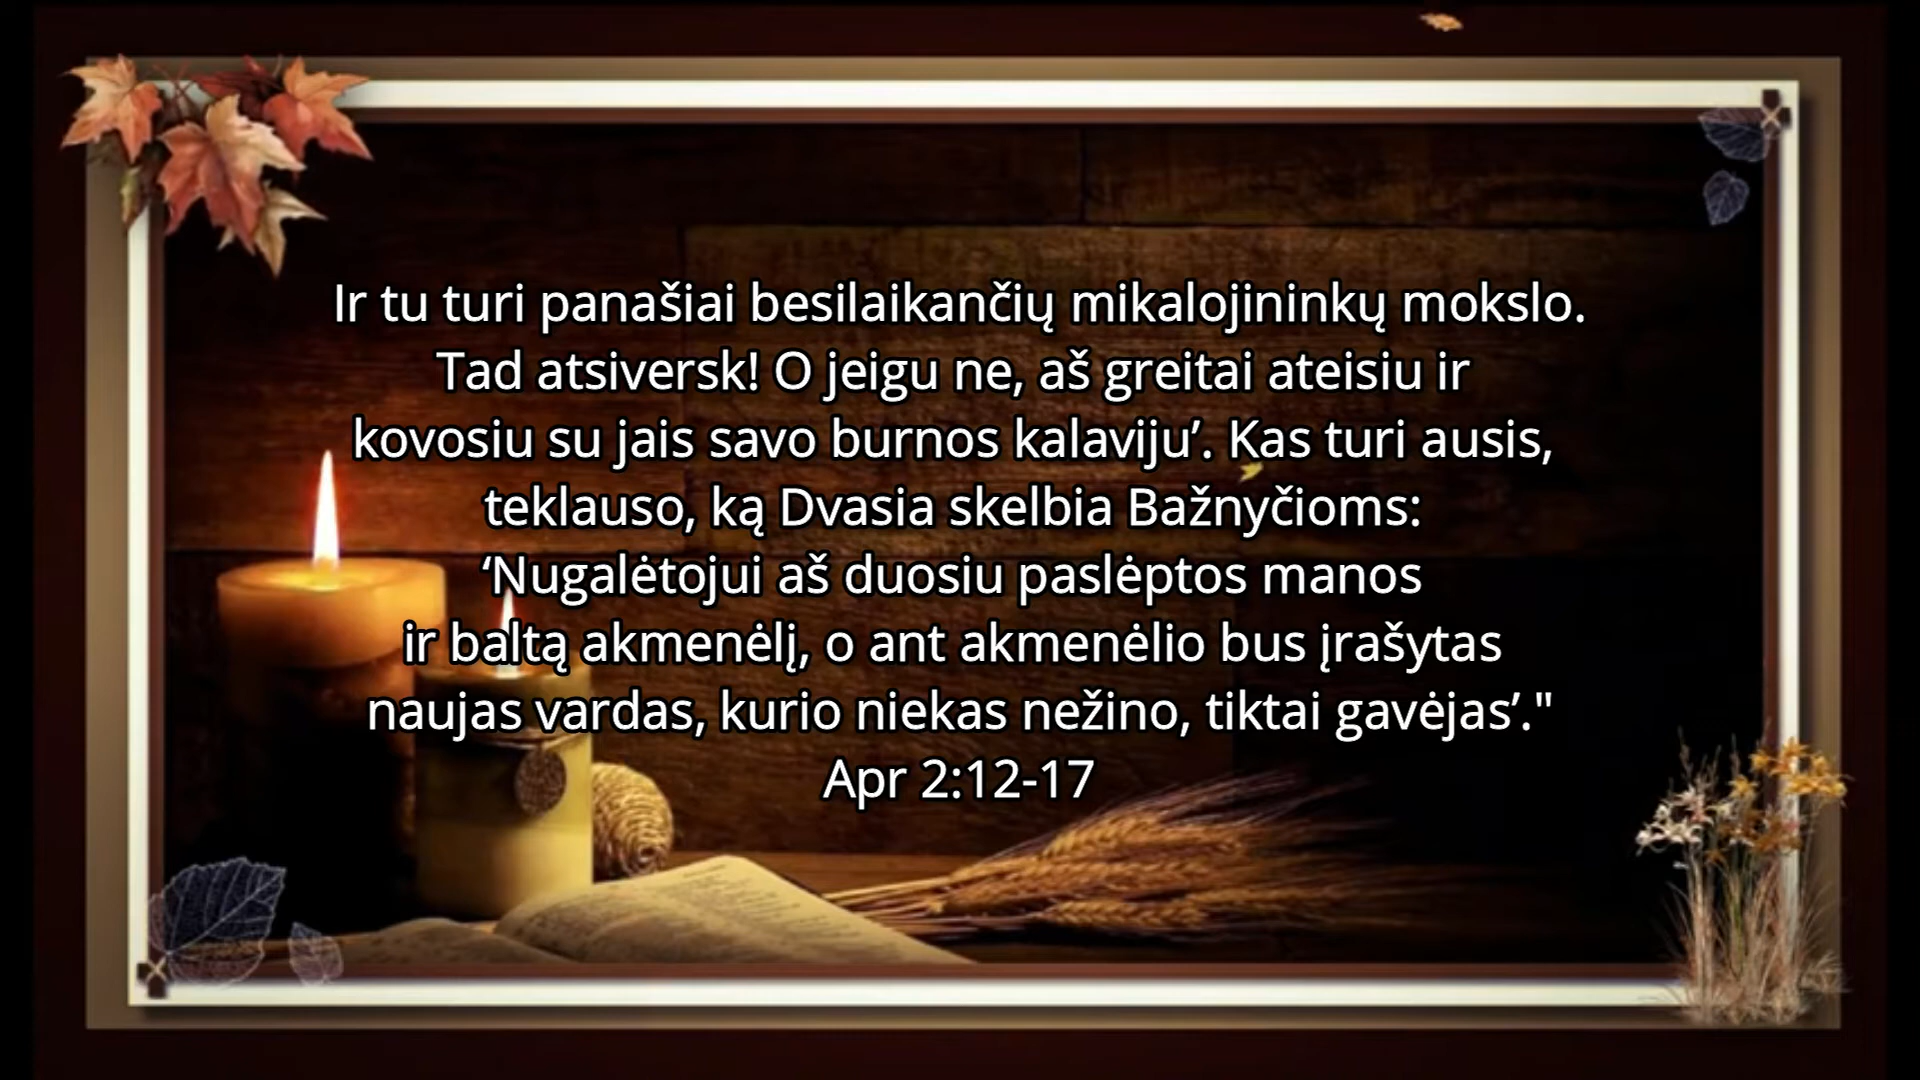 Ir tu turi panašiai besilaikančių mikalojininkų mokslo.
Tad atsiversk! O jeigu ne, aš greitai ateisiu ir
kovosiu su jais savo burnos kalaviju’. Kas turi ausis,
teklauso, ką Dvasia skelbia Bažnyčioms:
‘Nugalėtojui aš duosiu paslėptos manos
ir baltą akmenėlį, o ant akmenėlio bus įrašytas
naujas vardas, kurio niekas nežino, tiktai gavėjas’."
Apr 2:12-17